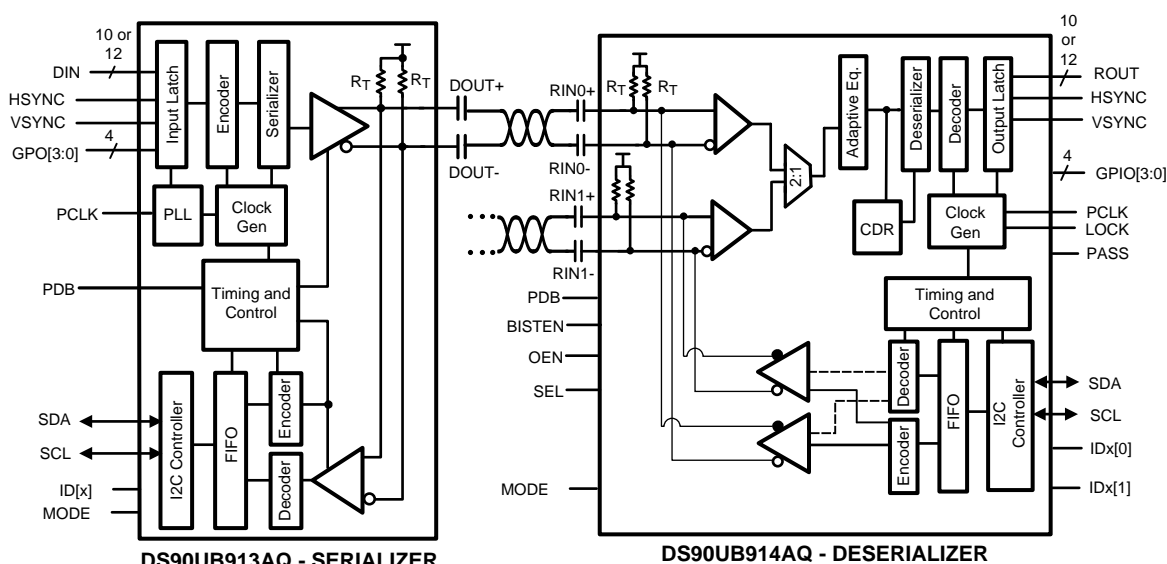 10 or
12
DIN
HSYNC
VSYNC
GPO[3:0]
4
PCLK
PDB
SDA
SCL
ID[x]
MODE
Input Latch
Encoder
Serializer
RT
RT
PLL
Clock
Gen
Timing and
Control
I2C Controller
FIFO
Encoder
Decoder
DOUT+
DOUT-
DS90UB913AQ - SERIALIZER
RIN0+
RIN0-
RIN1+
RIN1-
RT
RT
2:1
Adaptive Eq.
Deserializer
Decoder
Output Latch
CDR
Clock
Gen
Timing and
Control
Decoder
Encoder
FIFO
I2C
Controller
PDB
BISTEN
OEN
SEL
MODE
10
or
12
ROUT
HSYNC
VSYNC
4
GPIO[3:0]
PCLK
LOCK
PASS
SDA
SCL
IDx[0]
IDx[1]
DS90UB914AQ - DESERIALIZER